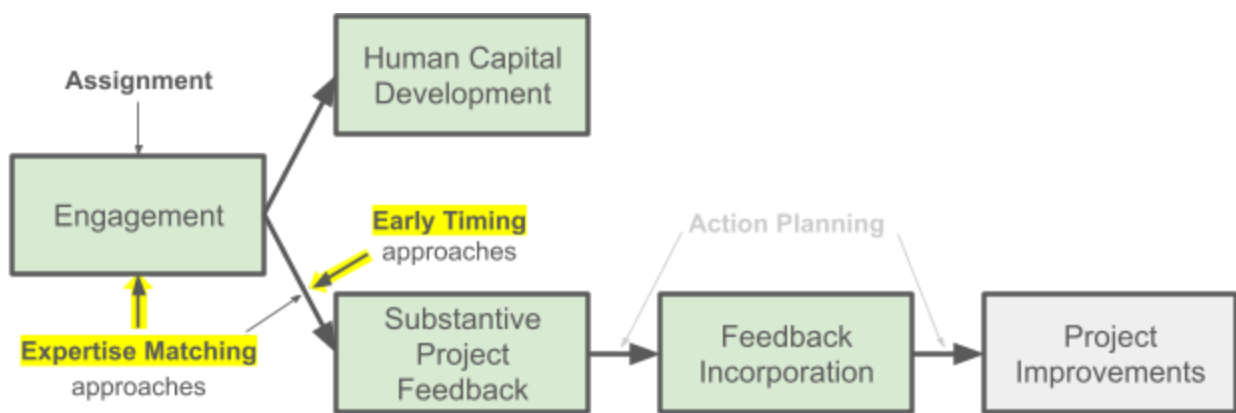 Human Capital
Development
Assignment
Engagement
Early Timing
approaches
Action Planning
Expertise Matching
approaches
Substantive
Project
Feedback
Feedback
Incorporation
Project
Improvements